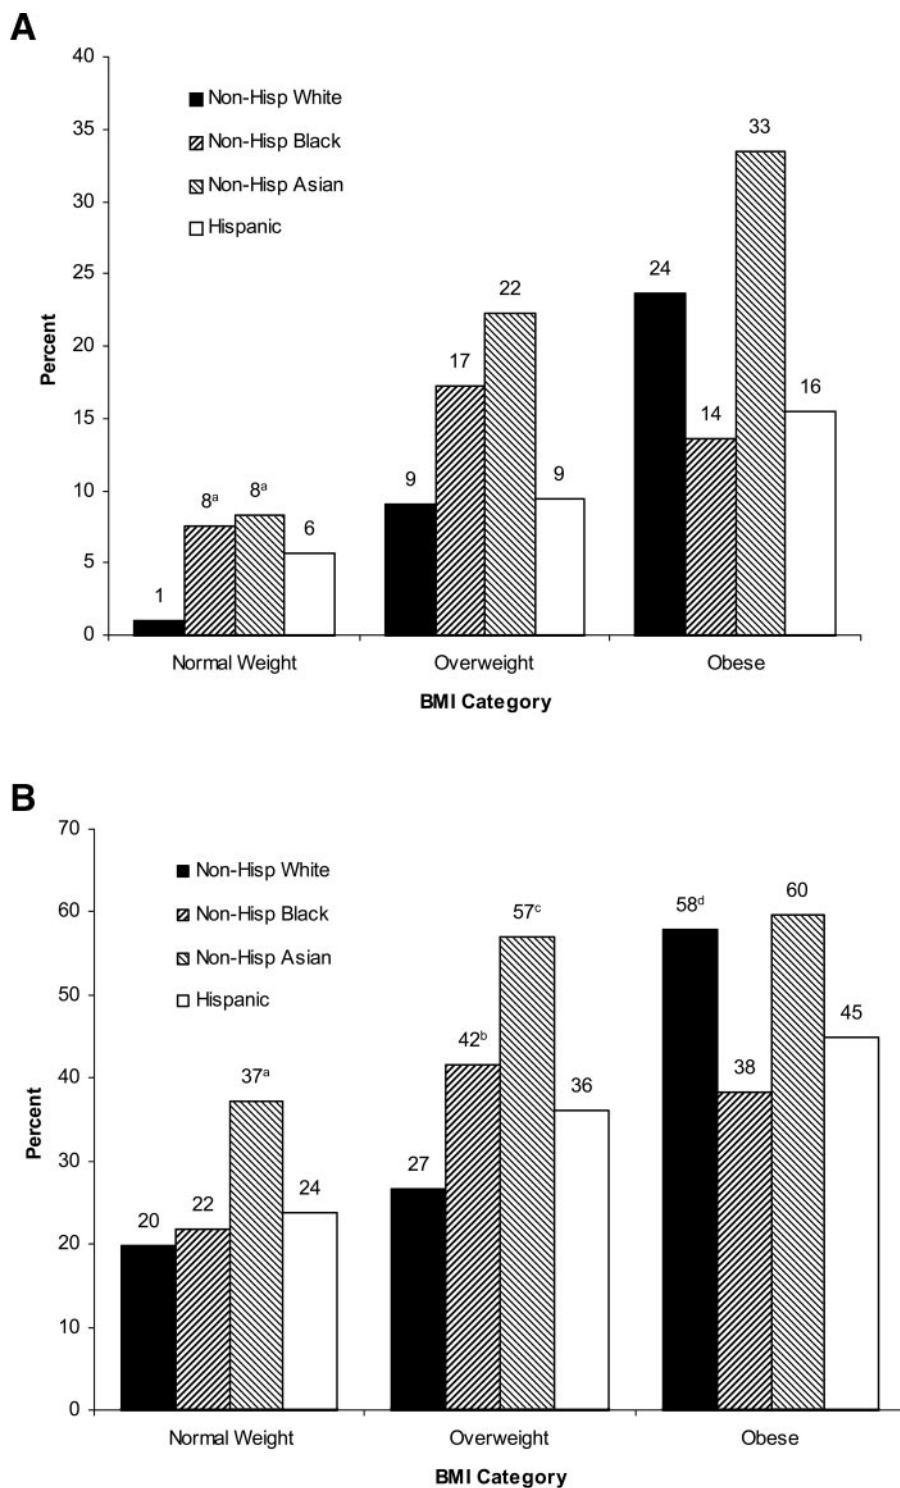 A
40
35
30
25
20
15
10
5
0
Percent
Non-Hisp White
Non-Hisp Black
Non-Hisp Asian
Hispanic
1
8ᵃ
8ᵃ
6
9
17
22
9
24
14
33
16
Normal Weight Overweight Obese
BMI Category
B
70
60
50
40
30
20
10
0
Percent
Non-Hisp White
Non-Hisp Black
Non-Hisp Asian
Hispanic
20
22
37ᵃ
24
27
42ᵇ
57ᶜ
36
58ᵈ
38
60
45
Normal Weight Overweight Obese
BMI Category